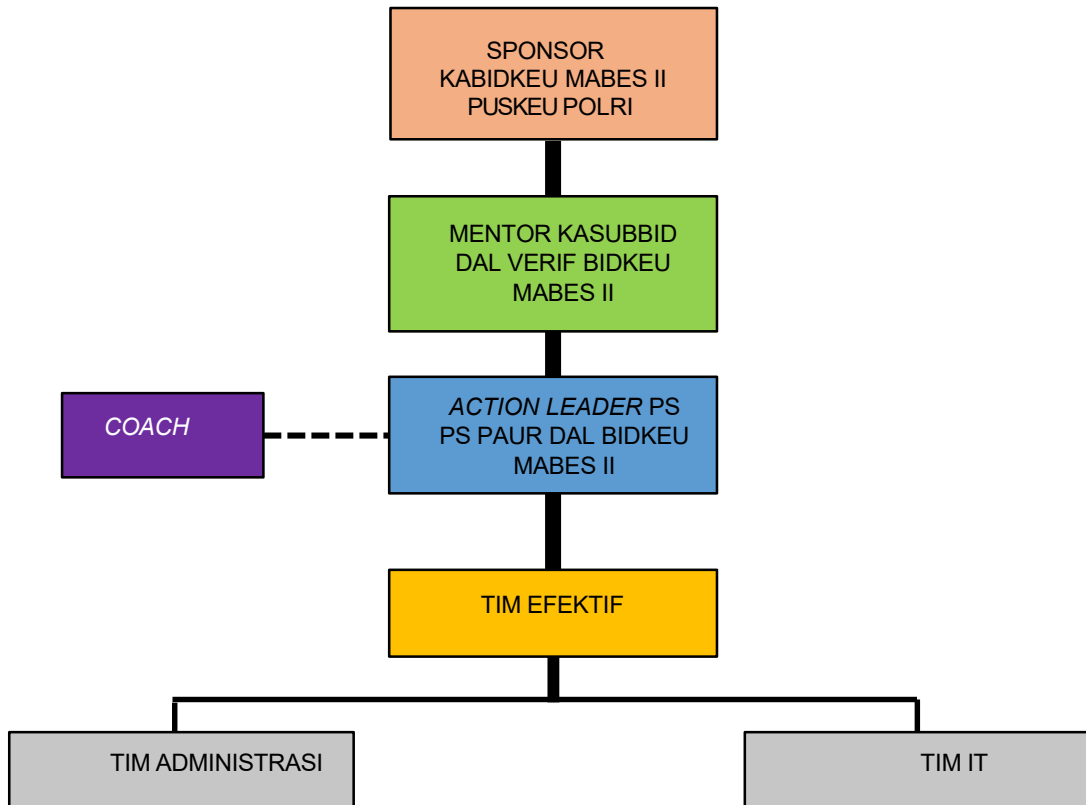 SPONSOR
KABIDKEU MABES II
PUSKEU POLRI
MENTOR KASUBBID
DAL VERIF BIDKEU
MABES II
COACH
ACTION LEADER PS
PS PAUR DAL BIDKEU
MABES II
TIM EFEKTIF
TIM ADMINISTRASI
TIM IT